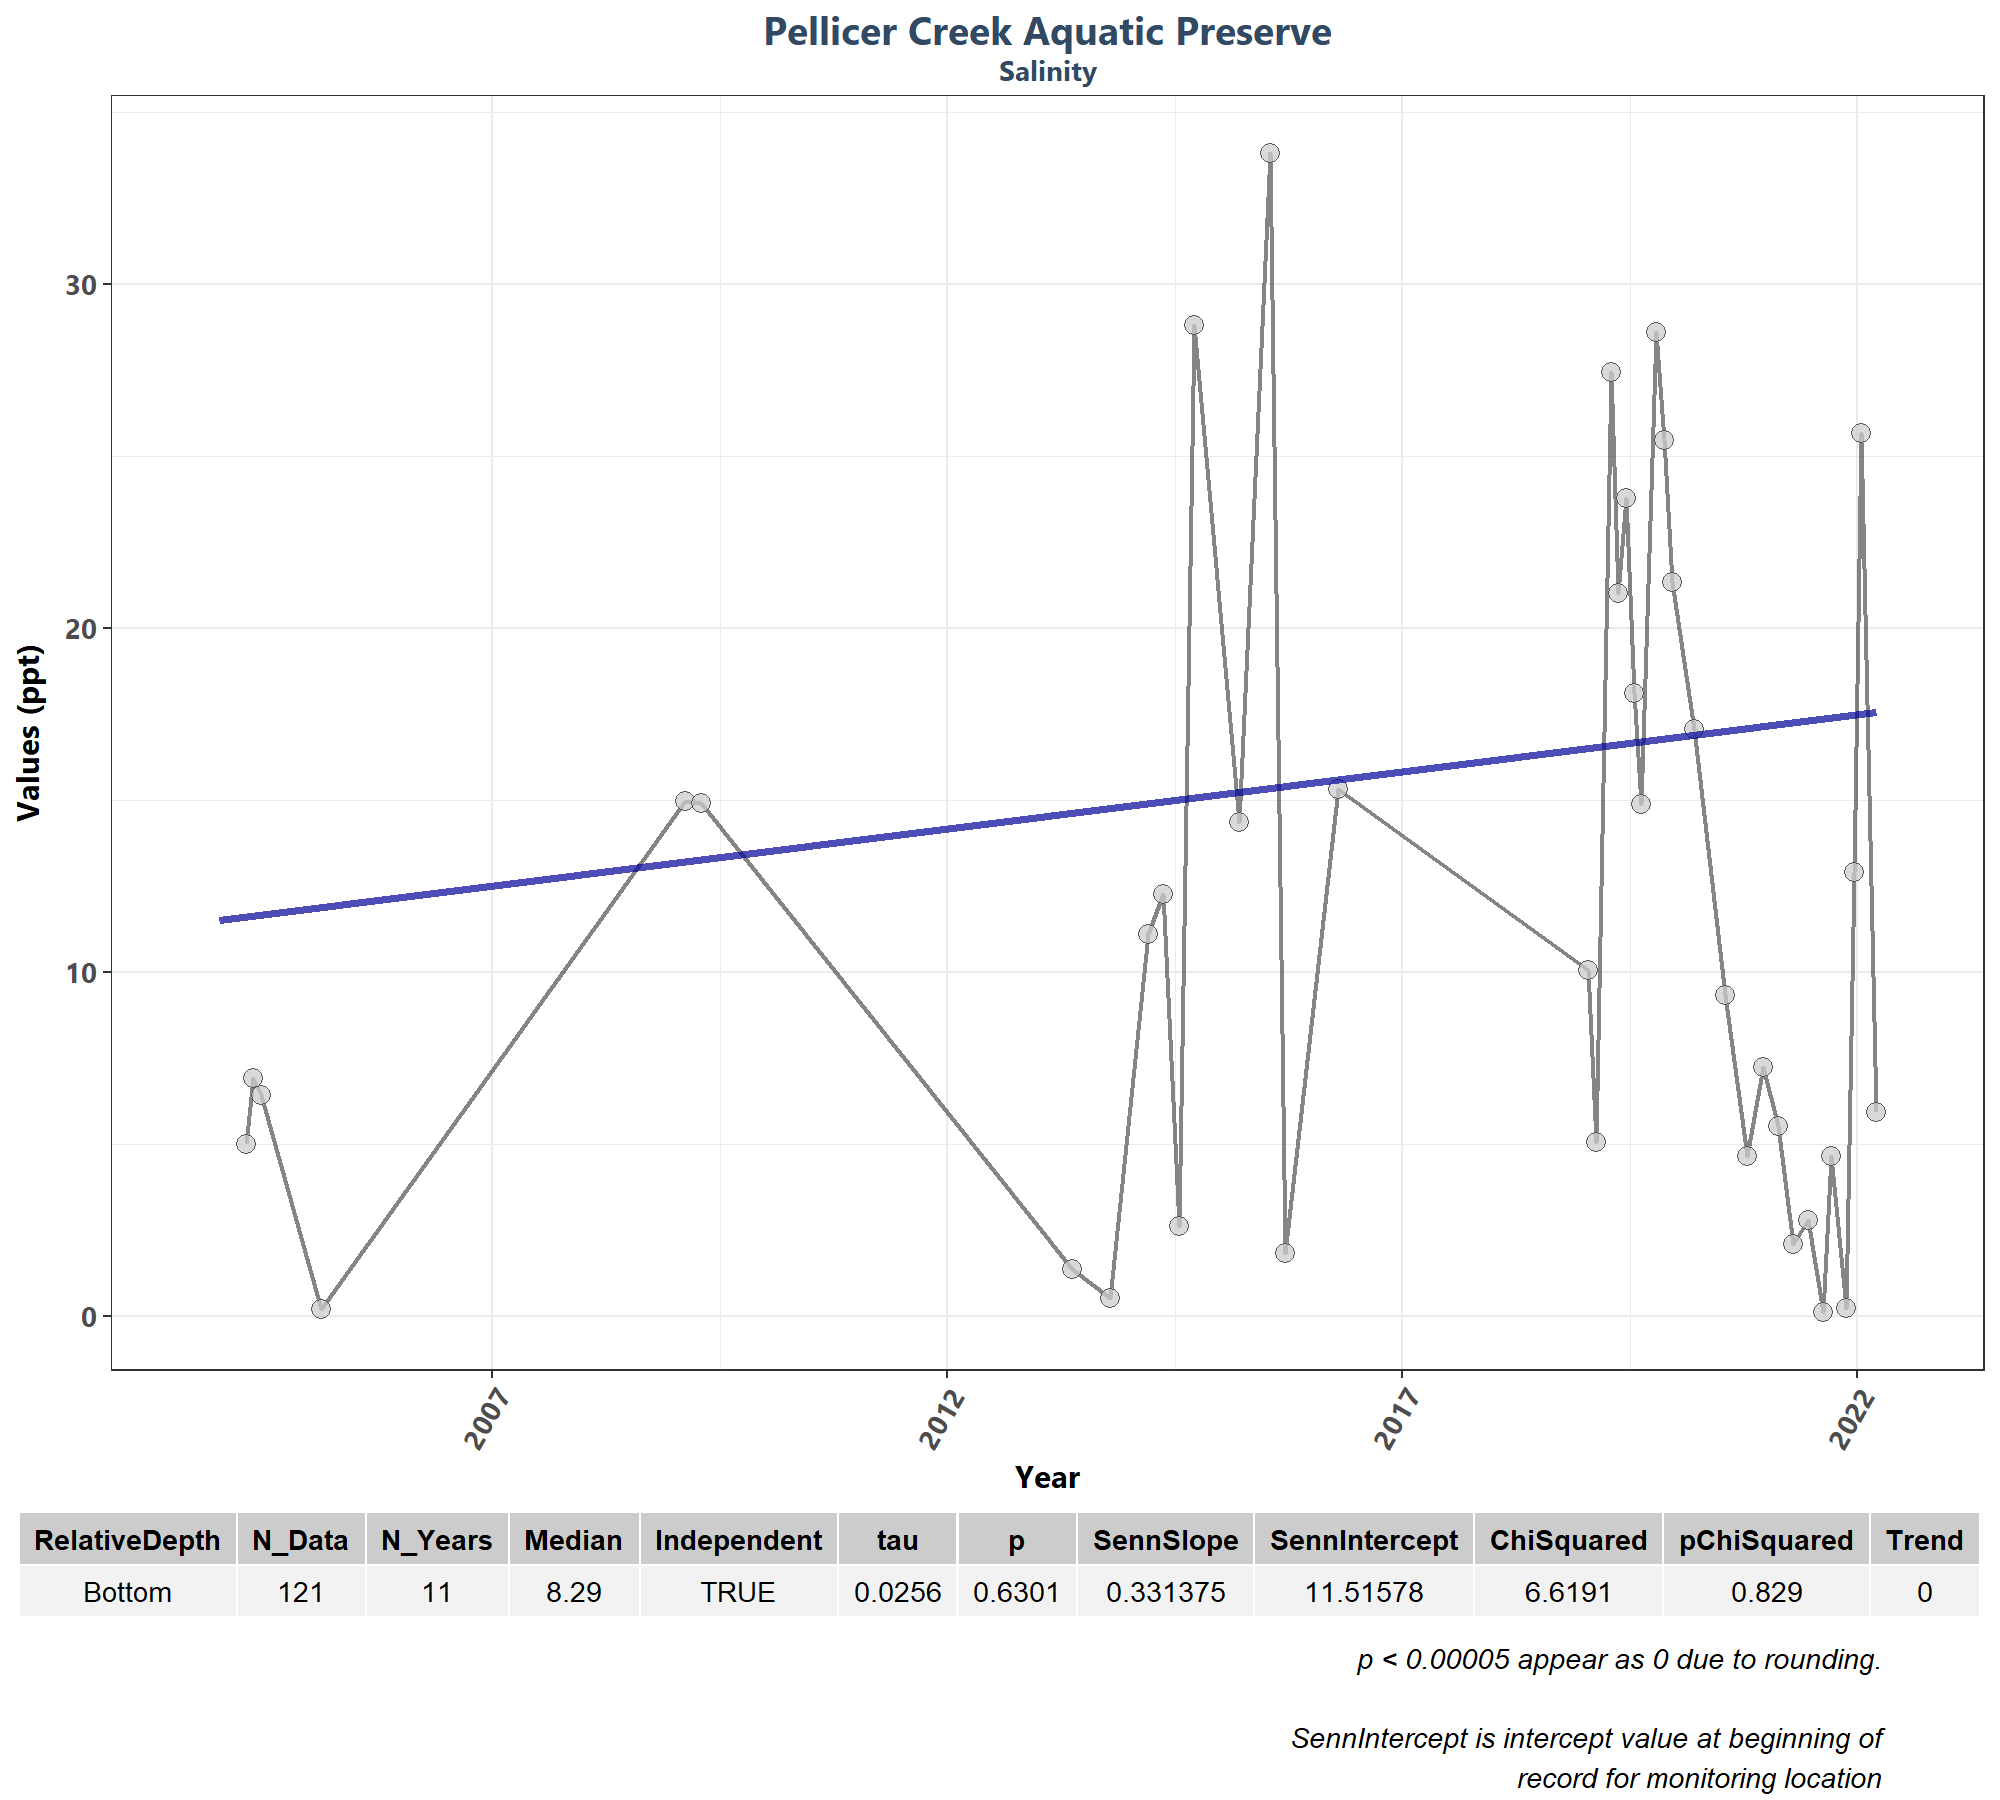 Pellicer Creek Aquatic Preserve
Salinity
Values (ppt)
30
20
10
0
2007 2012 2017 2022
Year
RelativeDepth N_Data N_Years Median Independent tau p SennSlope SennIntercept ChiSquared pChiSquared Trend
Bottom 121 11 8.29 TRUE 0.0256 0.6301 0.331375 11.51578 6.6191 0.829 0
p < 0.00005 appear as 0 due to rounding.
SennIntercept is intercept value at beginning of
record for monitoring location